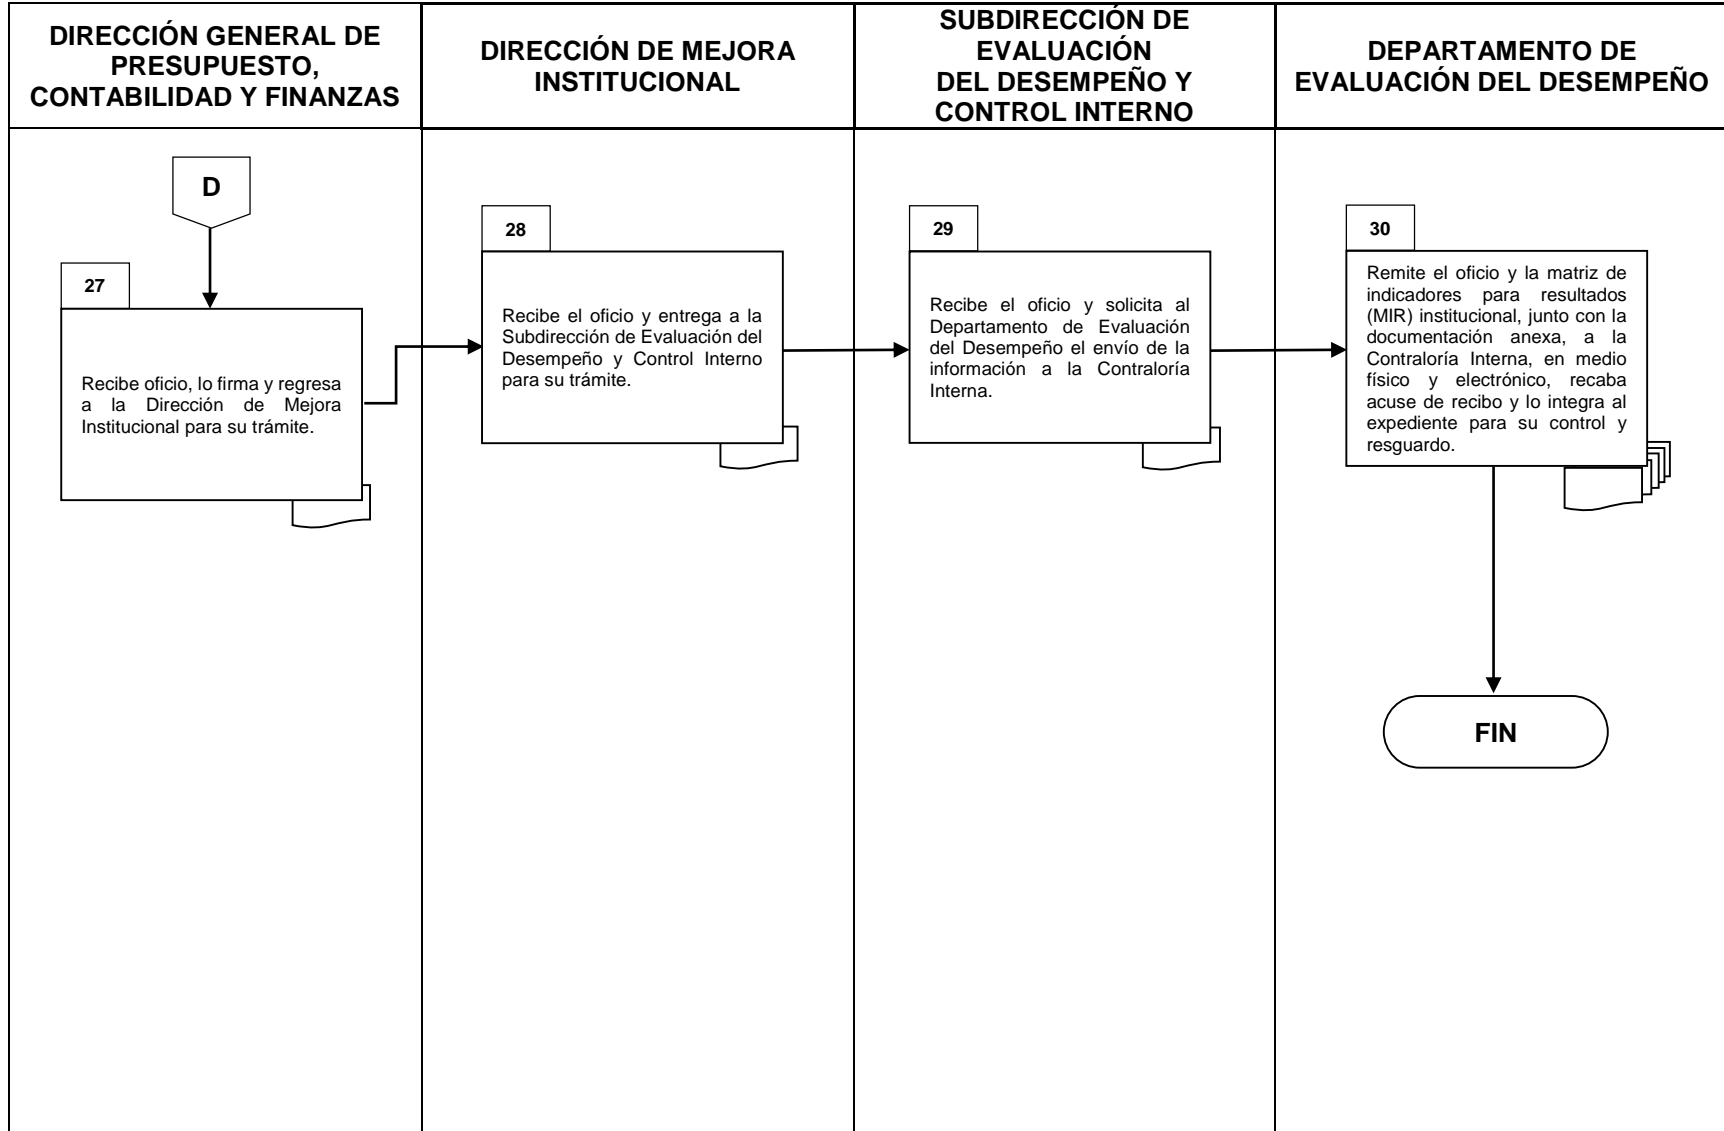 DIRECCIÓN GENERAL DE
PRESUPUESTO,
CONTABILIDAD Y FINANZAS
DIRECCIÓN DE MEJORA
INSTITUCIONAL
SUBDIRECCIÓN DE
EVALUACIÓN
DEL DESEMPEÑO Y
CONTROL INTERNO
DEPARTAMENTO DE
EVALUACIÓN DEL DESEMPEÑO
D
27
Recibe oficio, lo firma y regresa
a la Dirección de Mejora
Institucional para su trámite.
28
Recibe el oficio y entrega a la
Subdirección de Evaluación del
Desempeño y Control Interno
para su trámite.
29
Recibe el oficio y solicita al
Departamento de Evaluación
del Desempeño el envío de la
información a la Contraloría
Interna.
30
Remite el oficio y la matriz de
indicadores para resultados
(MIR) institucional, junto con la
documentación anexa, a la
Contraloría Interna, en medio
físico y electrónico, recaba
acuse de recibo y lo integra al
expediente para su control y
resguardo.
FIN